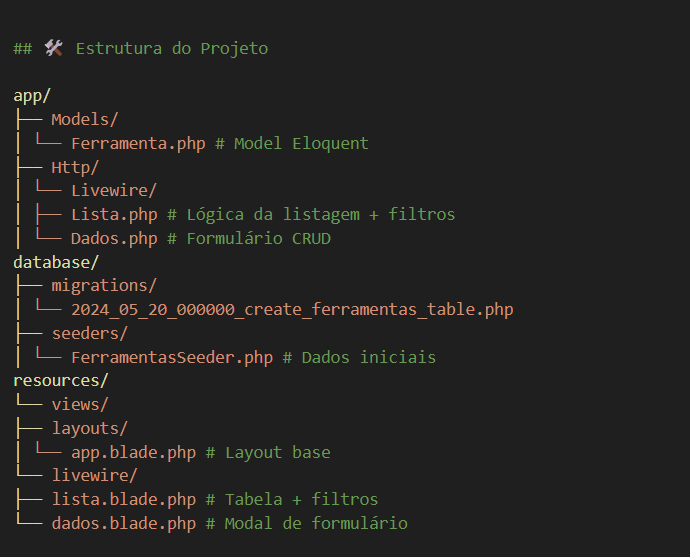 ## 🛠️ Estrutura do Projeto
app/
├── Models/
│ └── Ferramenta.php # Model Eloquent
├── Http/
│ └── Livewire/
│ ├── Lista.php # Lógica da listagem + filtros
│ └── Dados.php # Formulário CRUD
database/
├── migrations/
│ └── 2024_05_20_000000_create_ferramentas_table.php
├── seeders/
│ └── FerramentasSeeder.php # Dados iniciais
resources/
└── views/
├── layouts/
│ └── app.blade.php # Layout base
└── livewire/
├── lista.blade.php # Tabela + filtros
└── dados.blade.php # Modal de formulário